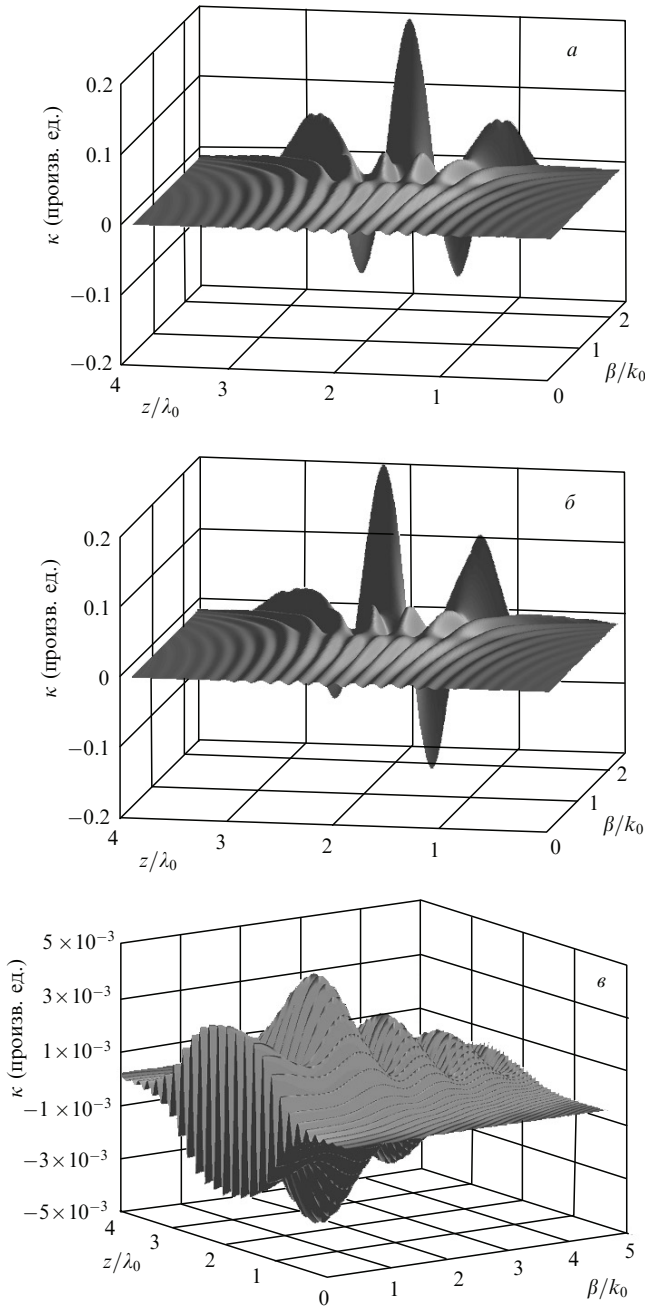 а
0.2
0.1
0
−0.1
−0.2
κ (произв. ед.)
4
3
2
1
0
z/λ₀
2
1
β/k₀
б
0.2
0.1
0
−0.1
−0.2
κ (произв. ед.)
4
3
2
1
0
z/λ₀
2
1
β/k₀
в
5 × 10⁻³
3 × 10⁻³
1 × 10⁻³
−1 × 10⁻³
−3 × 10⁻³
−5 × 10⁻³
κ (произв. ед.)
4
3
2
1
0
z/λ₀
1
2
3
4
5
β/k₀